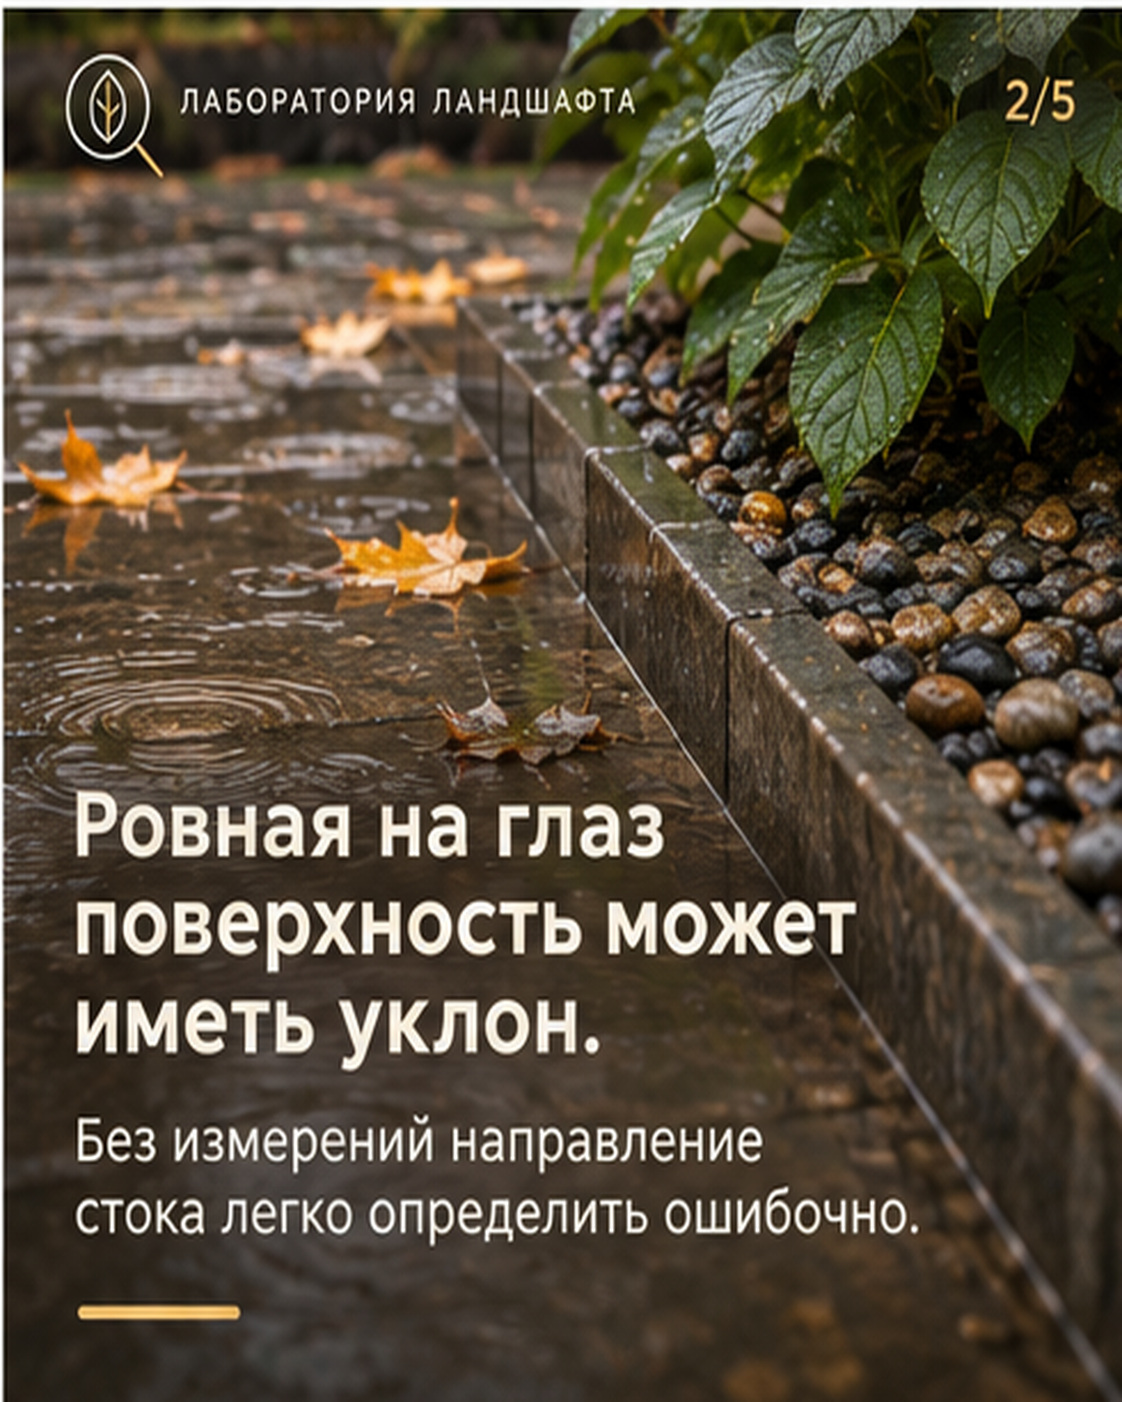 ЛАБОРАТОРИЯ ЛАНДШАФТА
2/5
Ровная на глаз
поверхность может
иметь уклон.
Без измерений направление
стока легко определить ошибочно.